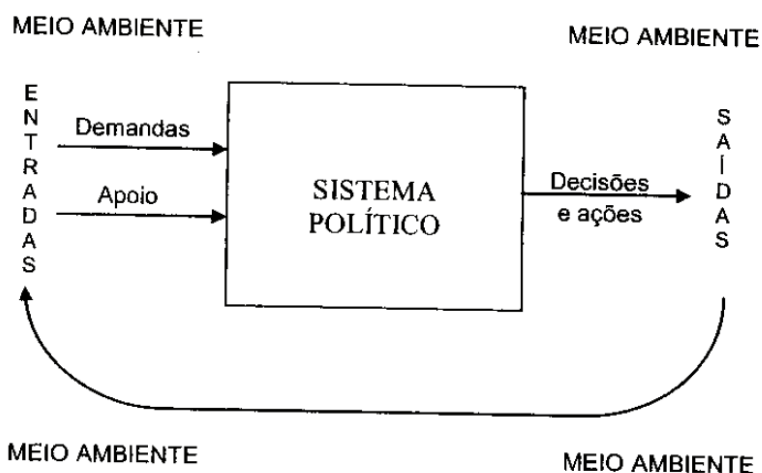 MEIO AMBIENTE
MEIO AMBIENTE
ENTRADAS
Demandas
Apoio
SISTEMA
POLÍTICO
Decisões
e ações
SAÍDAS
MEIO AMBIENTE
MEIO AMBIENTE